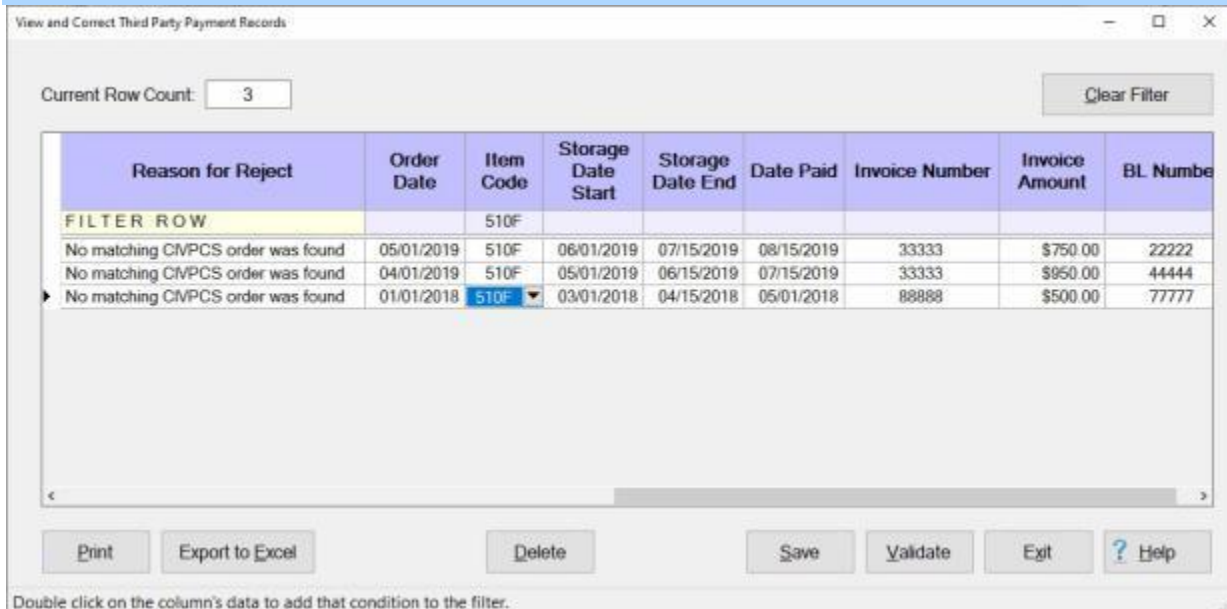 View and Correct Third Party Payment Records
Current Row Count: 3 Clear Filter
Reason for Reject Order Date Item Code Storage Date Start Storage Date End Date Paid Invoice Number Invoice Amount BL Numbe
FILTER ROW 510F
No matching CIVPCS order was found 05/01/2019 510F 06/01/2019 07/15/2019 08/15/2019 33333 $750.00 22222
No matching CIVPCS order was found 04/01/2019 510F 05/01/2019 06/15/2019 07/15/2019 33333 $950.00 44444
No matching CIVPCS order was found 01/01/2018 510F 03/01/2018 04/15/2018 05/01/2018 88888 $500.00 77777
Print Export to Excel Delete Save Validate Exit ? Help
Double click on the column's data to add that condition to the filter.